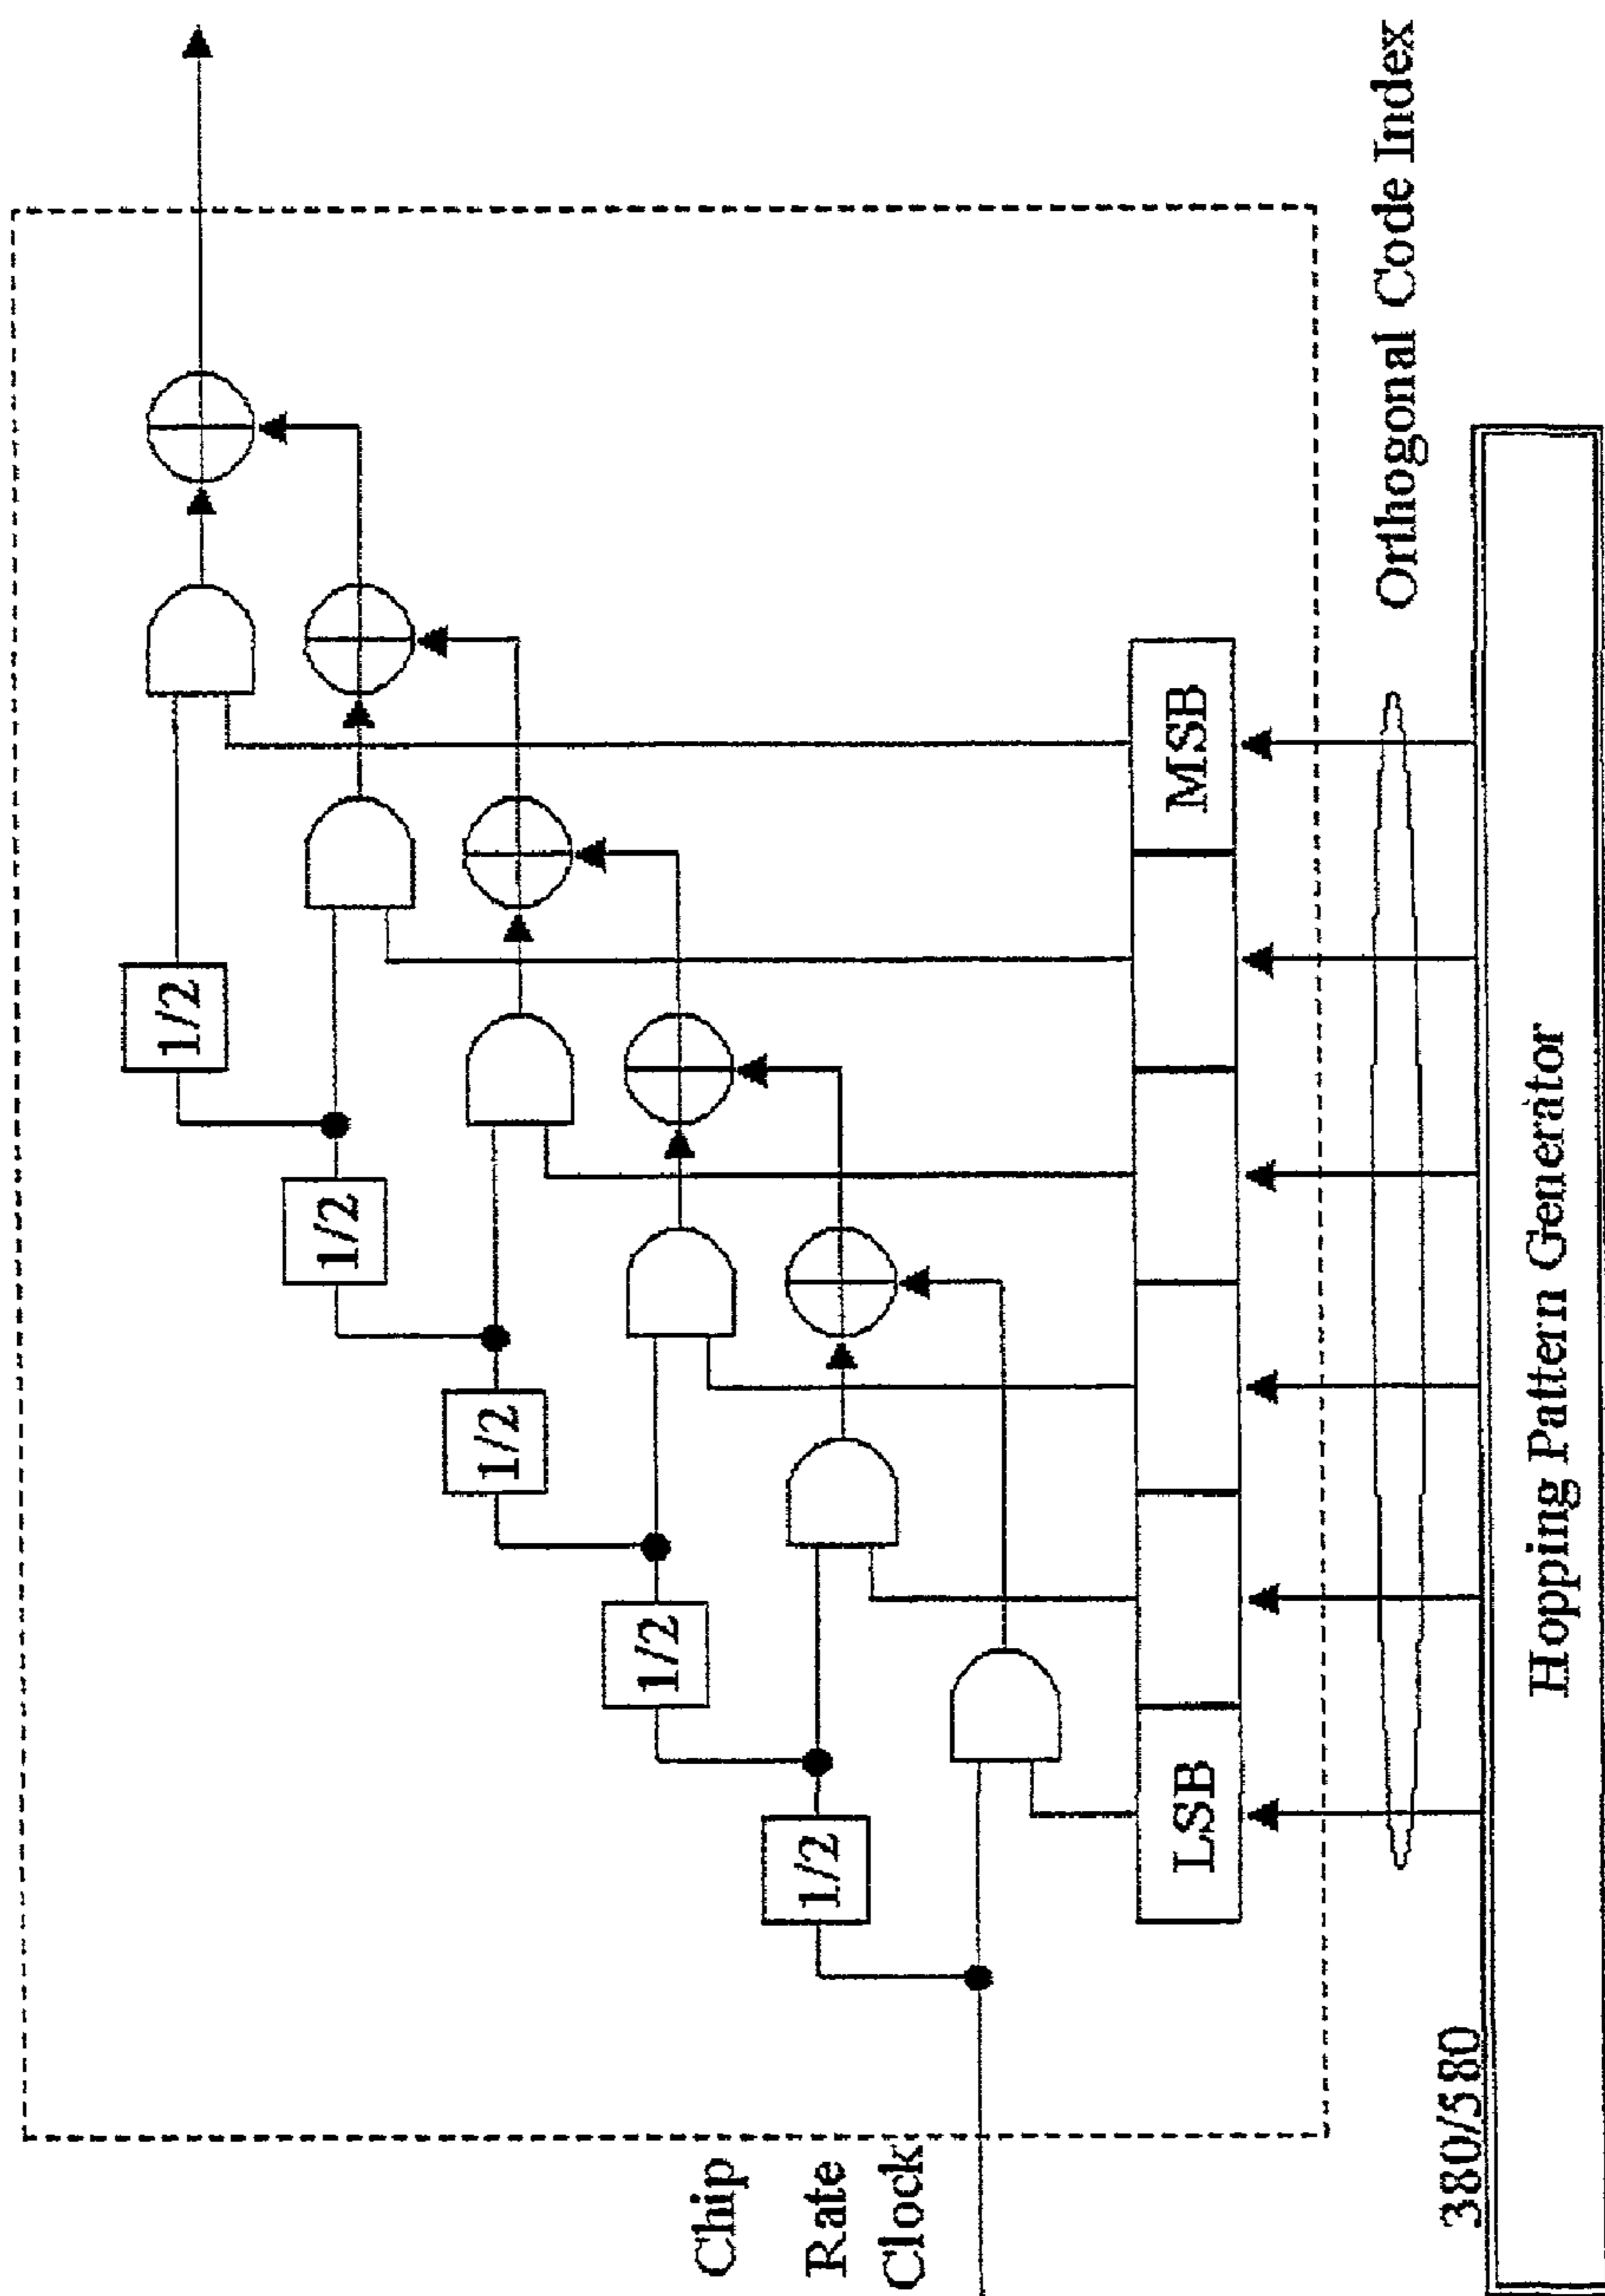 1/2
1/2
1/2
1/2
1/2
Chip
Rate
Clock
LSB
MSB
Orthogonal Code Index
380/580
Hopping Pattern Generator